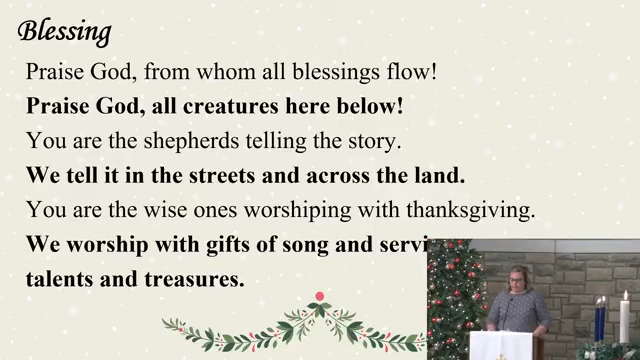 Blessing
Praise God, from whom all blessings flow!
Praise God, all creatures here below!
You are the shepherds telling the story.
We tell it in the streets and across the land.
You are the wise ones worshiping with thanksgiving.
We worship with gifts of song and
talents and treasures.